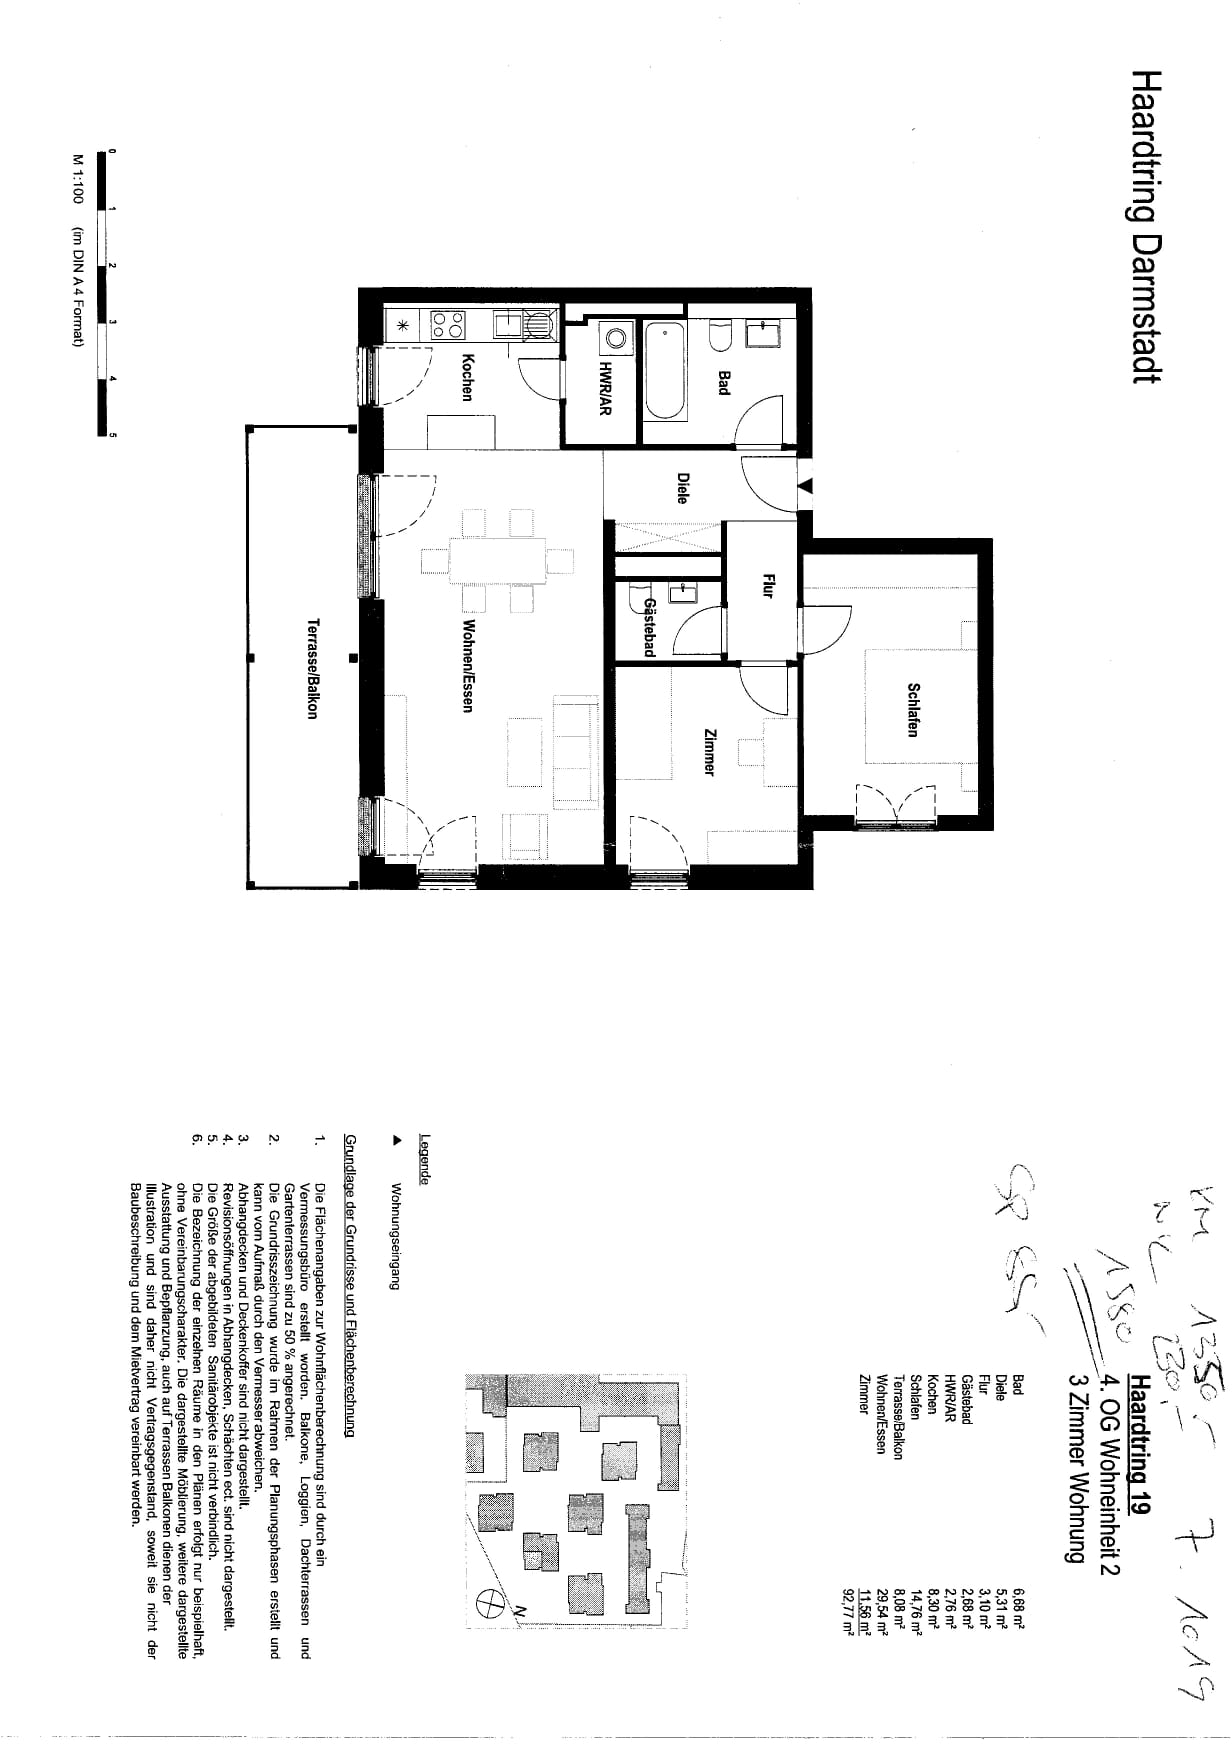 Haardtring Darmstadt
KM 1350,-
NK 230,-
1580
SP 65,-
7. 10 19
Haardtring 19
4. OG Wohneinheit 2
3 Zimmer Wohnung
Bad 6,68 m²
Diele 5,31 m²
Flur 3,10 m²
Gästebad 2,68 m²
HWR/AR 2,76 m²
Kochen 8,30 m²
Schlafen 14,76 m²
Terrasse/Balkon 8,08 m²
Wohnen/Essen 29,54 m²
Zimmer 11,56 m²
92,77 m²
Bad
HWR/AR
Kochen
Diele
Flur
Gästebad
Schlafen
Zimmer
Wohnen/Essen
Terrasse/Balkon
N
Legende
▲ Wohnungseingang
Grundlage der Grundrisse und Flächenberechnung
1. Die Flächenangaben zur Wohnflächenberechnung sind durch ein
Vermessungsbüro erstellt worden. Balkone, Loggien, Dachterrassen und
Gartenterrassen sind zu 50 % angerechnet.
2. Die Grundrisszeichnung wurde im Rahmen der Planungsphasen erstellt und
kann vom Aufmaß durch den Vermesser abweichen.
3. Abhangdecken und Deckenkoffer sind nicht dargestellt.
4. Revisionsöffnungen in Abhangdecken, Schächten ect. sind nicht dargestellt.
5. Die Größe der abgebildeten Sanitärobjekte ist nicht verbindlich.
6. Die Bezeichnung der einzelnen Räume in den Plänen erfolgt nur beispielhaft,
ohne Vereinbarungscharakter. Die dargestellte Möblierung, weitere dargestellte
Ausstattung und Bepflanzung, auch auf Terrassen Balkonen dienen der
Illustration und sind daher nicht Vertragsgegenstand, soweit sie nicht der
Baubeschreibung und dem Mietvertrag vereinbart werden.
0 1 2 3 4 5
M 1:100 (im DIN A 4 Format)